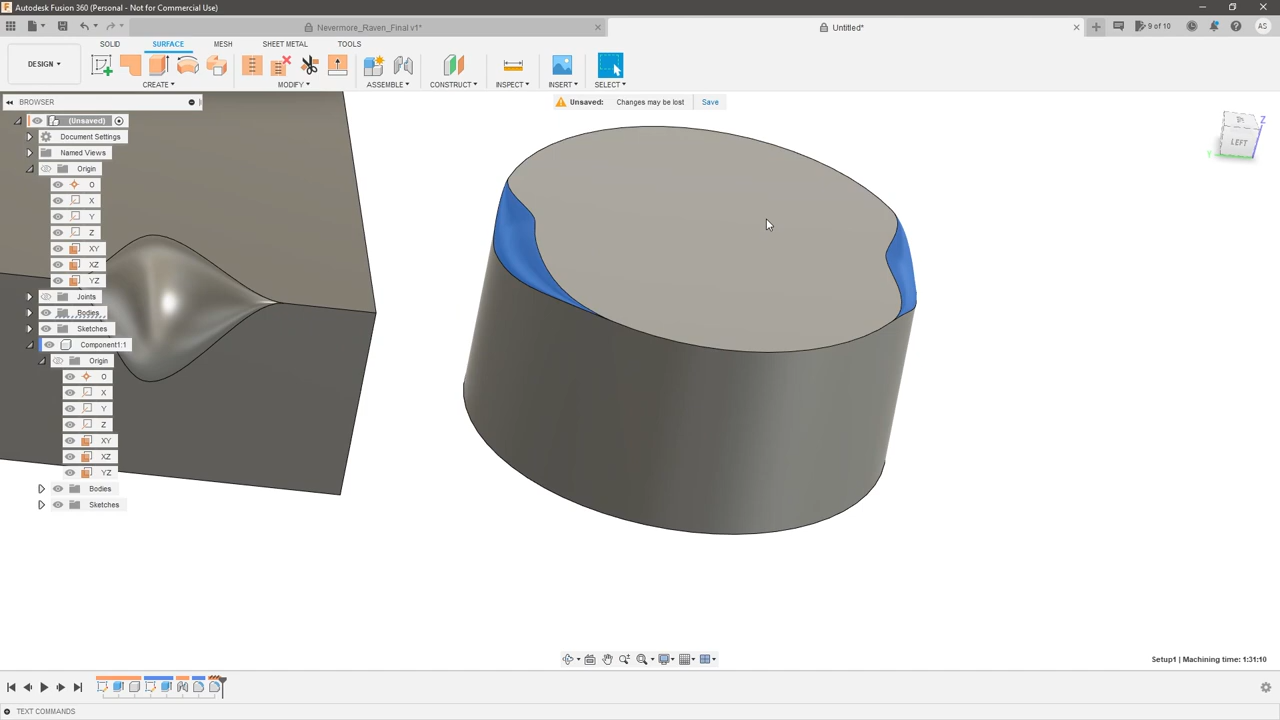 Autodesk Fusion 360 (Personal - Not for Commercial Use)
Nevermore_Raven_Final v1*
Untitled*
9 of 10
AS
SOLID SURFACE MESH SHEET METAL TOOLS
DESIGN
CREATE MODIFY ASSEMBLE CONSTRUCT INSPECT INSERT SELECT
BROWSER
Unsaved: Changes may be lost Save
(Unsaved)
Document Settings
Named Views
Origin
O
X
Y
Z
XY
XZ
YZ
Joints
Bodies
Sketches
Component1:1
Origin
O
X
Y
Z
XY
XZ
YZ
Bodies
Sketches
Z
LEFT
Y
Setup1 | Machining time: 1:31:10
TEXT COMMANDS